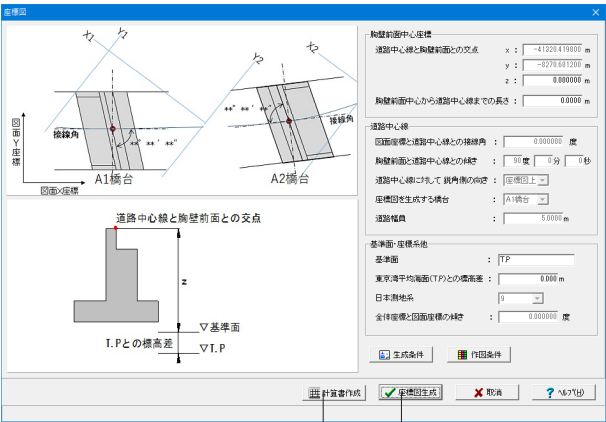 座標図
X1
Y1
Y2
X2
**° **' **"
**° **' **"
接線角
接線角
**° **' **"
**° **' **"
図面Y座標
A1橋台
A2橋台
図面X座標
道路中心線と胸壁前面との交点
z
▽基準面
T.Pとの標高差
▽T.P
胸壁前面中心座標
道路中心線と胸壁前面との交点 x : -41320.419800 m
y : -8270.681200 m
z : 0.000000 m
胸壁前面中心から道路中心線までの長さ : 0.0000 m
道路中心線
図面座標と道路中心線との接線角 : 0.000000 度
胸壁前面と道路中心線との傾き : 90 度 0 分 0 秒
道路中心線に対して 鋭角側の向き : 座標図上
座標図を生成する橋台 : A1橋台
道路幅員 : 5.0000 m
基準面・座標系他
基準面 : T.P
東京湾平均海面(T.P)との標高差 : 0.000 m
日本測地系 : 9
全体座標と図面座標の傾き : 0.000000 度
生成条件
作図条件
計算書作成
座標図生成
取消
ヘルプ(H)